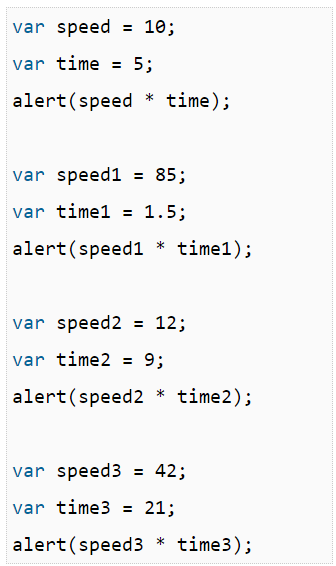 var speed = 10;
var time = 5;
alert(speed * time);
var speed1 = 85;
var time1 = 1.5;
alert(speed1 * time1);
var speed2 = 12;
var time2 = 9;
alert(speed2 * time2);
var speed3 = 42;
var time3 = 21;
alert(speed3 * time3);